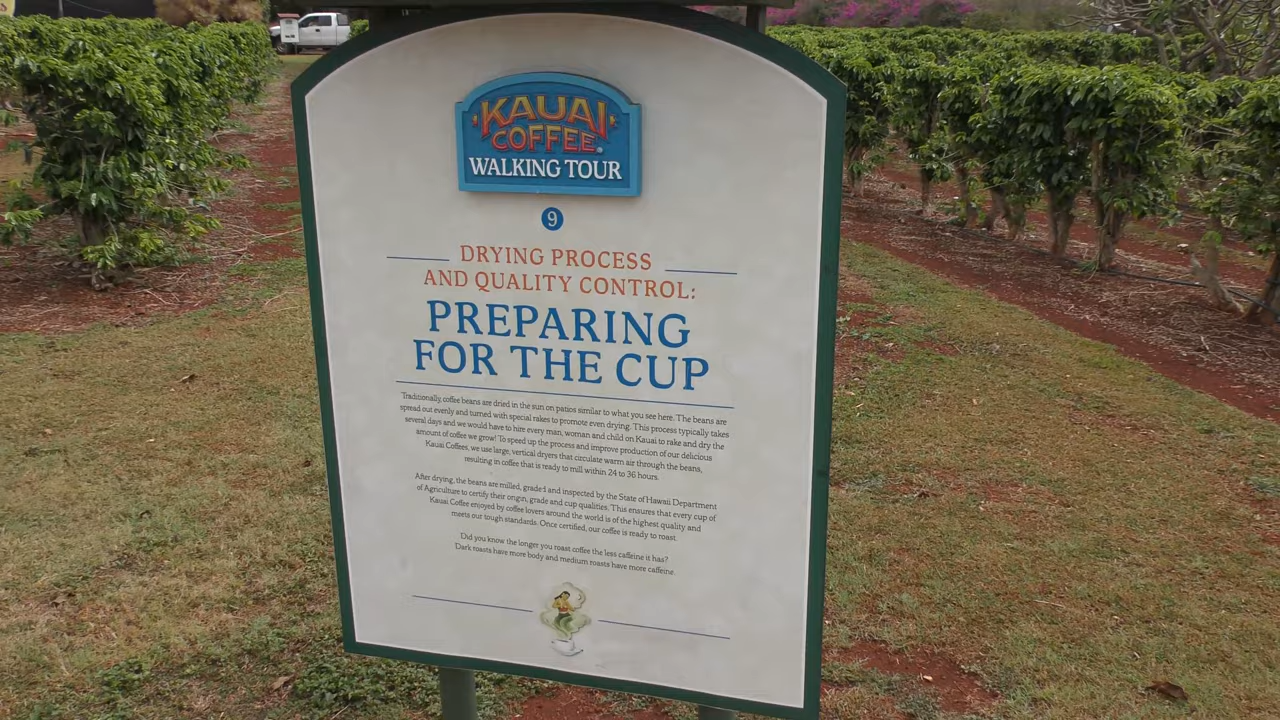 KAUAI
COFFEE®
WALKING TOUR
9
DRYING PROCESS
AND QUALITY CONTROL:
PREPARING
FOR THE CUP
Traditionally, coffee beans are dried in the sun on patios similar to what you see here. The beans are
spread out evenly and turned with special rakes to promote even drying. This process typically takes
several days and we would have to hire every man, woman and child on Kauai to rake and dry the
amount of coffee we grow! To speed up the process and improve production of our delicious
Kauai Coffees, we use large, vertical dryers that circulate warm air through the beans,
resulting in coffee that is ready to mill within 24 to 36 hours.
After drying, the beans are milled, graded and inspected by the State of Hawaii Department
of Agriculture to certify their origin, grade and cup qualities. This ensures that every cup of
Kauai Coffee enjoyed by coffee lovers around the world is of the highest quality and
meets our tough standards. Once certified, our coffee is ready to roast.
Did you know the longer you roast coffee the less caffeine it has?
Dark roasts have more body and medium roasts have more caffeine.